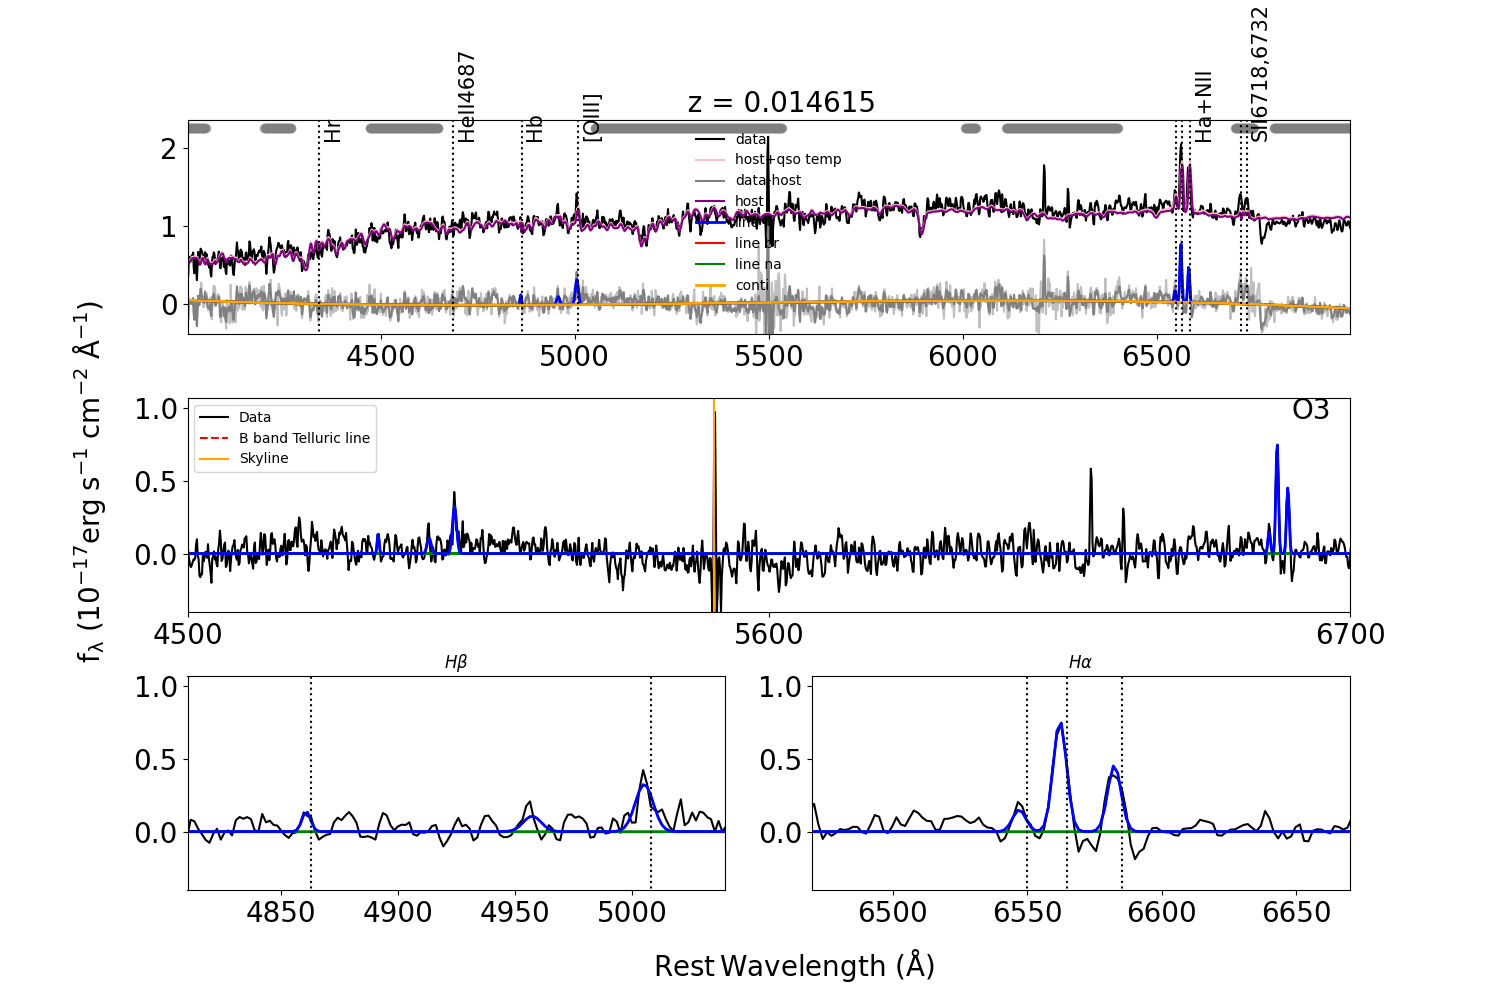 z = 0.014615
Hr
HeII4687
Hb
[OIII]
Ha+NII
SII6718,6732
data
host+qso temp
data-host
host
line
line br
line na
conti
2
1
0
4500 5000 5500 6000 6500
fλ (10⁻¹⁷erg s⁻¹ cm⁻² Å⁻¹)
O3
Data
B band Telluric line
Skyline
1.0
0.5
0.0
4500 5600 6700
Hβ
1.0
0.5
0.0
4850 4900 4950 5000
Hα
1.0
0.5
0.0
6500 6550 6600 6650
Rest Wavelength (Å)